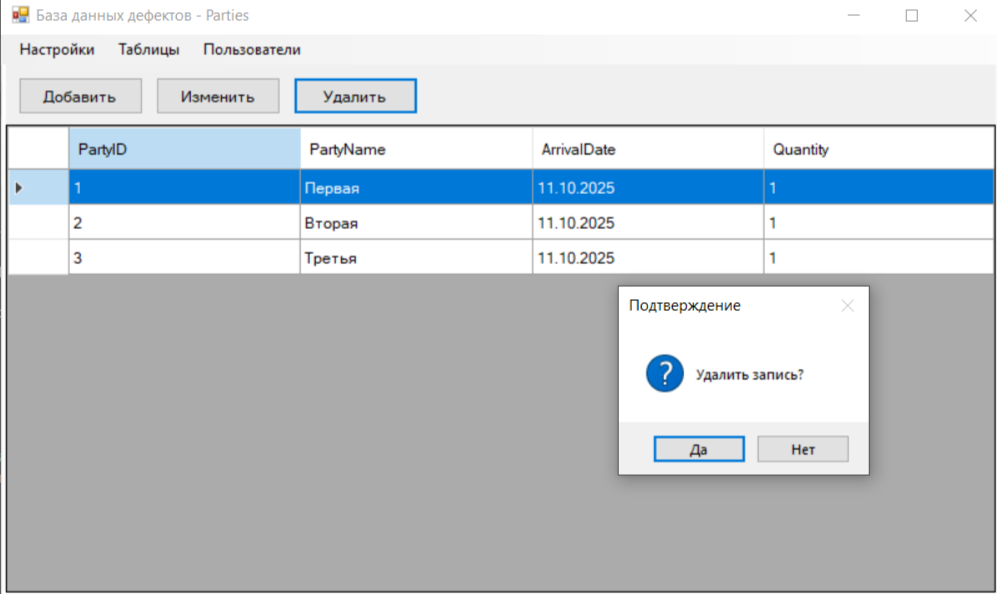 База данных дефектов - Parties
Настройки Таблицы Пользователи
Добавить Изменить Удалить
PartyID PartyName ArrivalDate Quantity
1 Первая 11.10.2025 1
2 Вторая 11.10.2025 1
3 Третья 11.10.2025 1
Подтверждение
? Удалить запись?
Да Нет